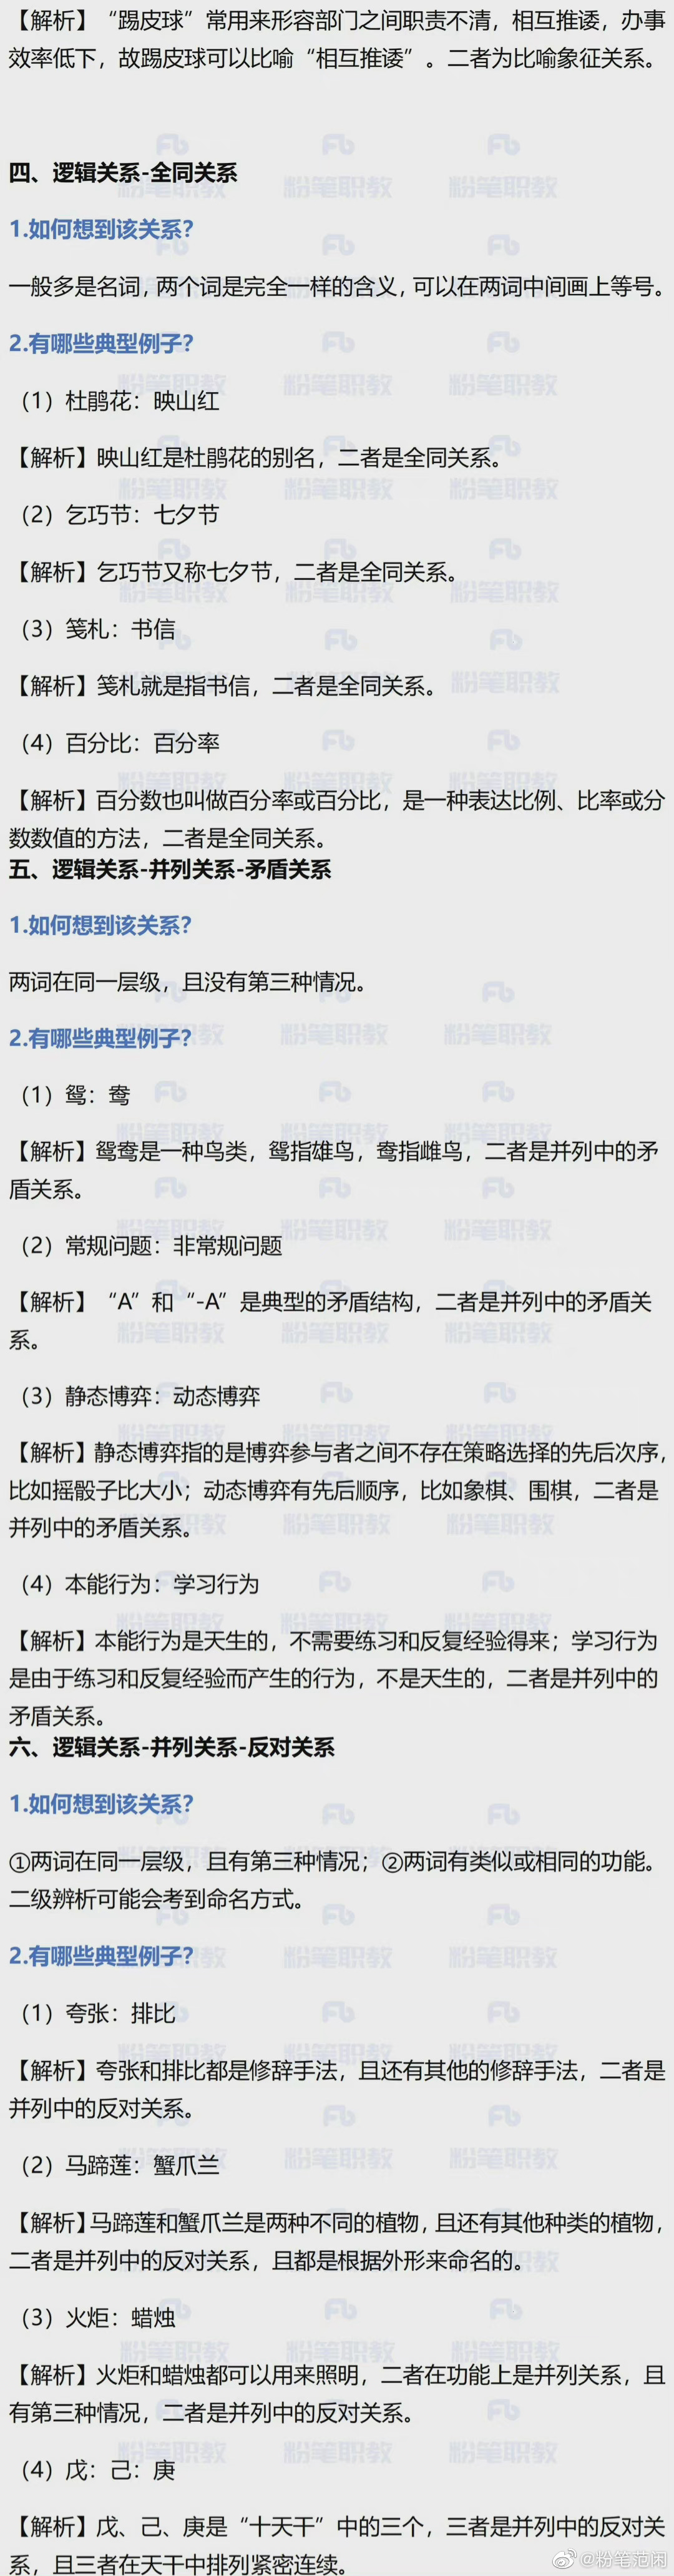 【解析】“踢皮球”常用来形容部门之间职责不清，相互推诿，办事
效率低下，故踢皮球可以比喻“相互推诿”。二者为比喻象征关系。
四、逻辑关系-全同关系
1.如何想到该关系？
一般多是名词，两个词是完全一样的含义，可以在两词中间画上等号。
2.有哪些典型例子？
（1）杜鹃花：映山红
【解析】映山红是杜鹃花的别名，二者是全同关系。
（2）乞巧节：七夕节
【解析】乞巧节又称七夕节，二者是全同关系。
（3）笺札：书信
【解析】笺札就是指书信，二者是全同关系。
（4）百分比：百分率
【解析】百分数也叫做百分率或百分比，是一种表达比例、比率或分
数数值的方法，二者是全同关系。
五、逻辑关系-并列关系-矛盾关系
1.如何想到该关系？
两词在同一层级，且没有第三种情况。
2.有哪些典型例子？
（1）鸳：鸯
【解析】鸳鸯是一种鸟类，鸳指雄鸟，鸯指雌鸟，二者是并列中的矛
盾关系。
（2）常规问题：非常规问题
【解析】“A”和“-A”是典型的矛盾结构，二者是并列中的矛盾关
系。
（3）静态博弈：动态博弈
【解析】静态博弈指的是博弈参与者之间不存在策略选择的先后次序，
比如摇骰子比大小；动态博弈有先后顺序，比如象棋、围棋，二者是
并列中的矛盾关系。
（4）本能行为：学习行为
【解析】本能行为是天生的，不需要练习和反复经验得来；学习行为
是由于练习和反复经验而产生的行为，不是天生的，二者是并列中的
矛盾关系。
六、逻辑关系-并列关系-反对关系
1.如何想到该关系？
①两词在同一层级，且有第三种情况；②两词有类似或相同的功能。
二级辨析可能会考到命名方式。
2.有哪些典型例子？
（1）夸张：排比
【解析】夸张和排比都是修辞手法，且还有其他的修辞手法，二者是
并列中的反对关系。
（2）马蹄莲：蟹爪兰
【解析】马蹄莲和蟹爪兰是两种不同的植物，且还有其他种类的植物，
二者是并列中的反对关系，且都是根据外形来命名的。
（3）火炬：蜡烛
【解析】火炬和蜡烛都可以用来照明，二者在功能上是并列关系，且
有第三种情况，二者是并列中的反对关系。
（4）戊：己：庚
【解析】戊、己、庚是“十天干”中的三个，三者是并列中的反对关
系，且三者在天干中排列紧密连续。
@粉笔范闲